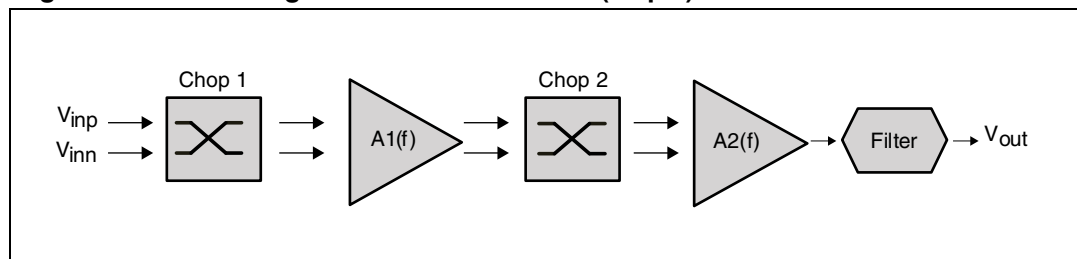 Chop 1
Chop 2
V_inp
V_inn
A1(f)
A2(f)
Filter
V_out